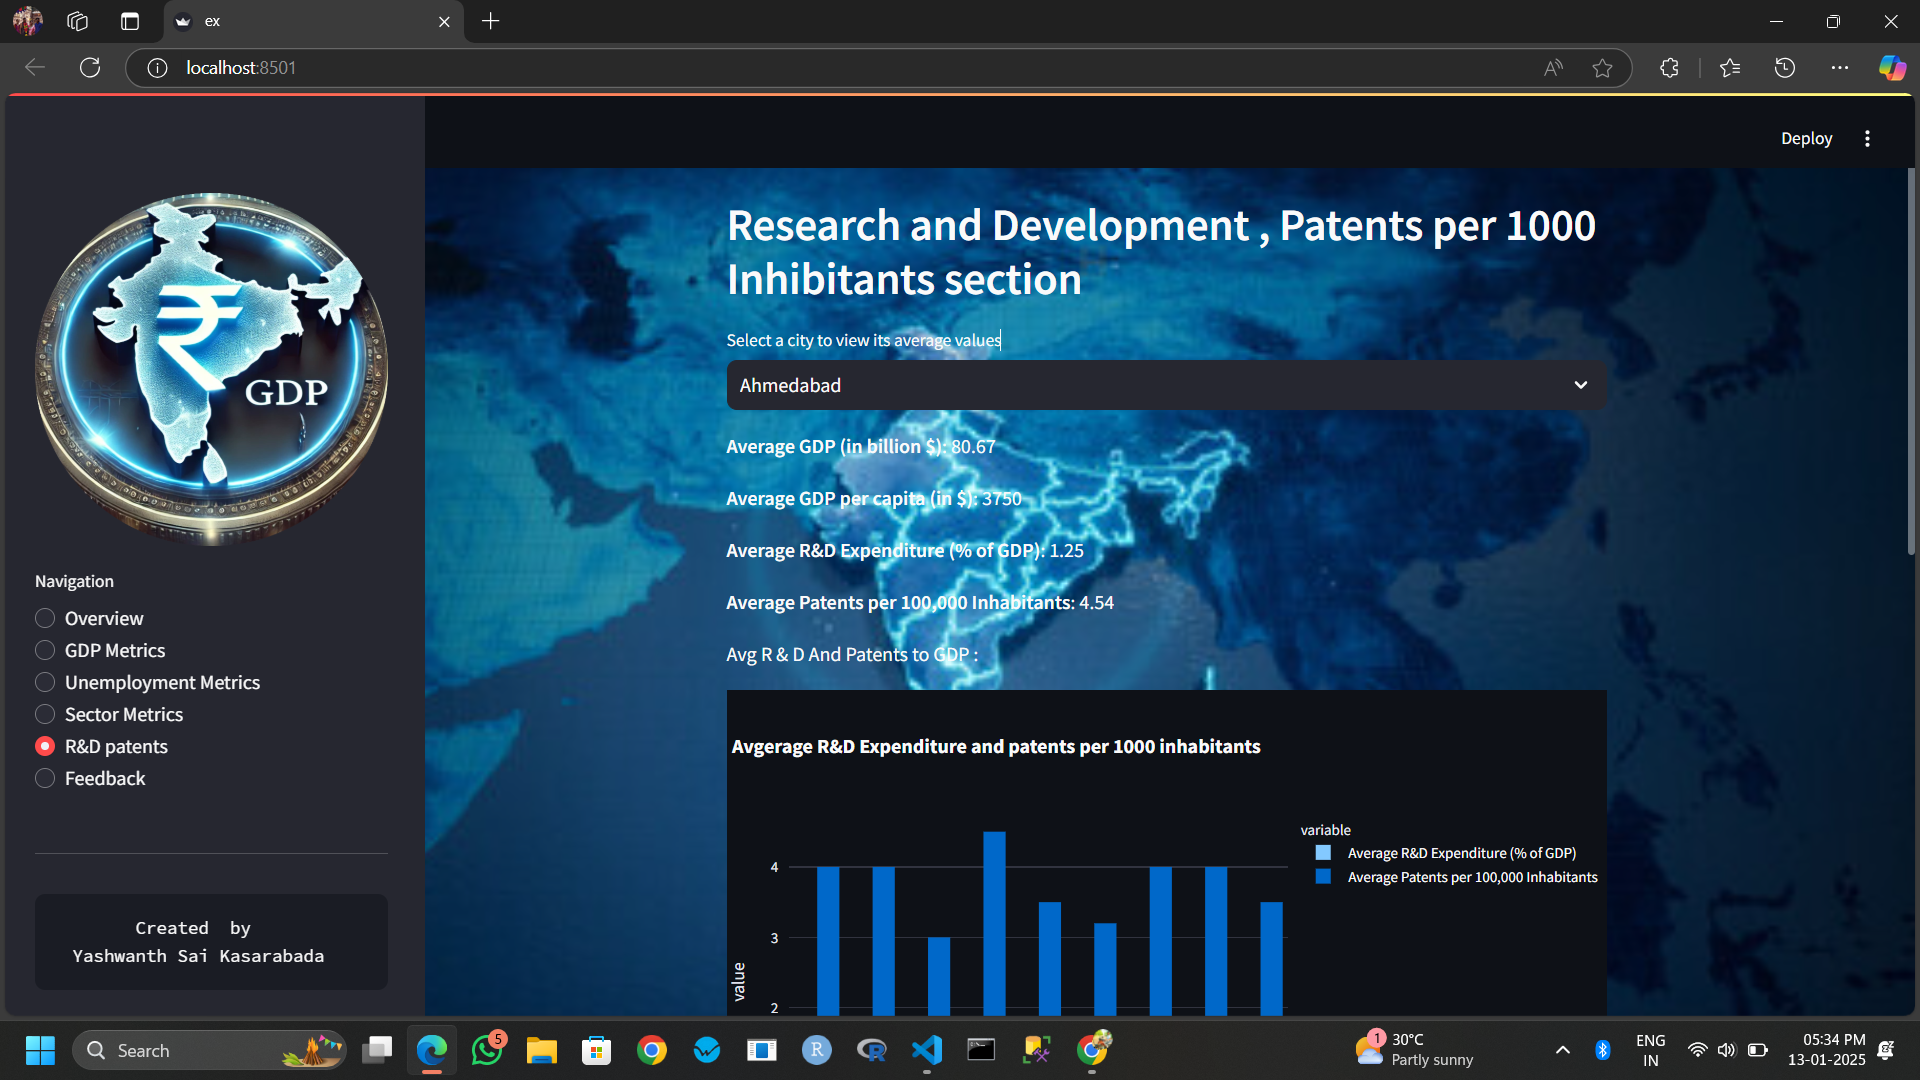 ex
localhost:8501
Deploy
Research and Development , Patents per 1000
Inhibitants section
Select a city to view its average values
Ahmedabad
Average GDP (in billion $): 80.67
Average GDP per capita (in $): 3750
Average R&D Expenditure (% of GDP): 1.25
Average Patents per 100,000 Inhabitants: 4.54
Avg R & D And Patents to GDP :
Avgerage R&D Expenditure and patents per 1000 inhabitants
variable
Average R&D Expenditure (% of GDP)
Average Patents per 100,000 Inhabitants
4
3
2
value
₹
GDP
Navigation
Overview
GDP Metrics
Unemployment Metrics
Sector Metrics
R&D patents
Feedback
Created by
Yashwanth Sai Kasarabada
Search
5
R
R
1
30°C
Partly sunny
ENG
IN
05:34 PM
13-01-2025